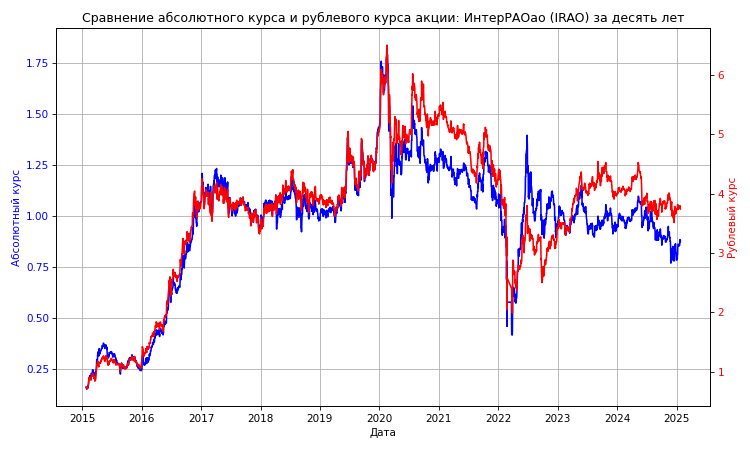 Сравнение абсолютного курса и рублевого курса акции: ИнтерРАОао (IRAO) за десять лет
Абсолютный курс
1.75
1.50
1.25
1.00
0.75
0.50
0.25
6
5
4
3
2
1
Рублевый курс
2015 2016 2017 2018 2019 2020 2021 2022 2023 2024 2025
Дата